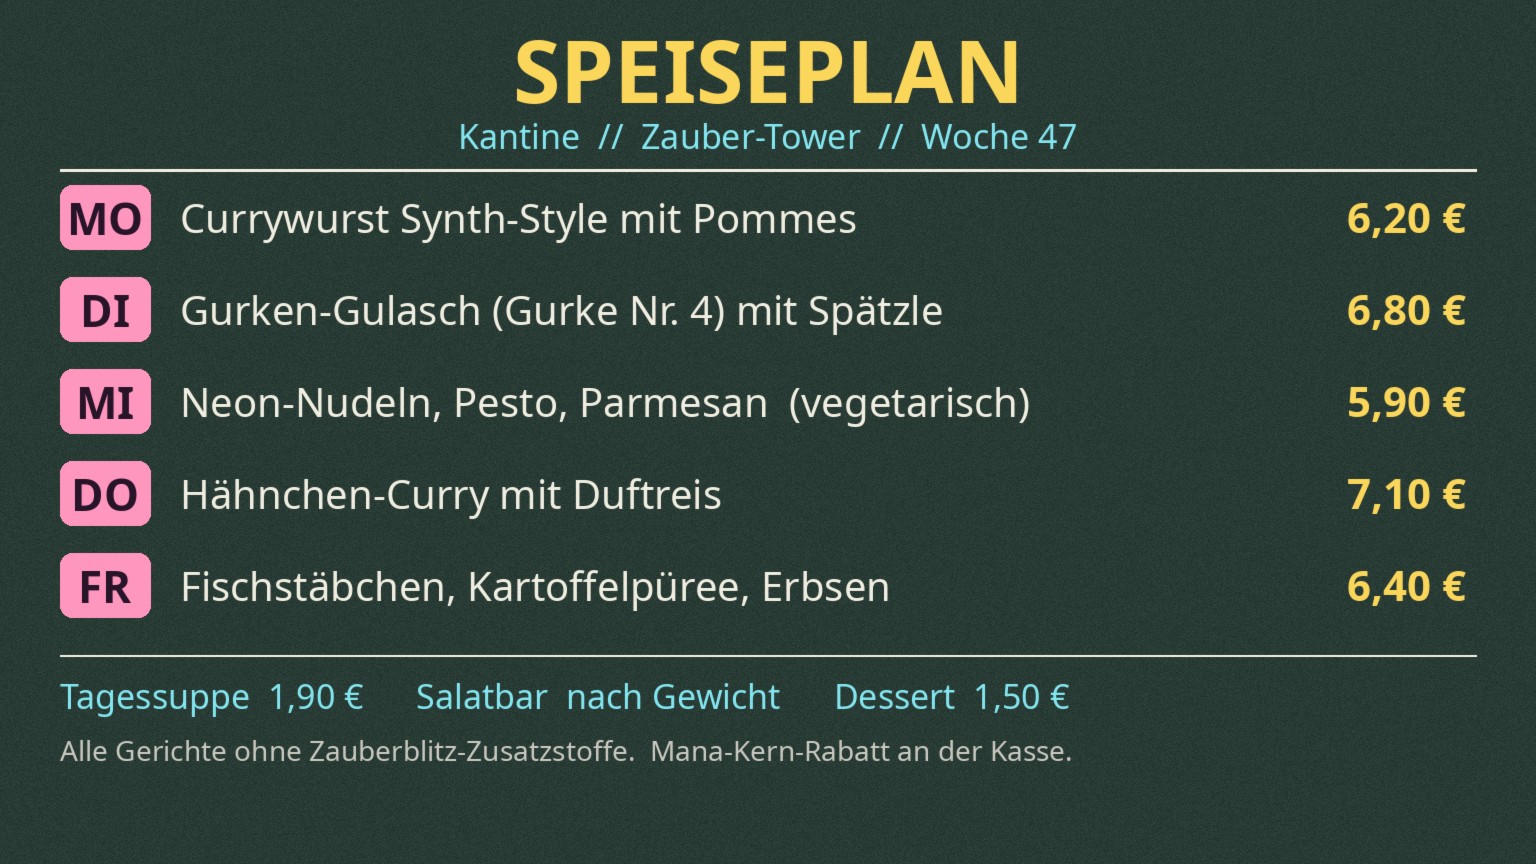 SPEISEPLAN
Kantine // Zauber-Tower // Woche 47
MO Currywurst Synth-Style mit Pommes 6,20 €
DI Gurken-Gulasch (Gurke Nr. 4) mit Spätzle 6,80 €
MI Neon-Nudeln, Pesto, Parmesan (vegetarisch) 5,90 €
DO Hähnchen-Curry mit Duftreis 7,10 €
FR Fischstäbchen, Kartoffelpüree, Erbsen 6,40 €
Tagessuppe 1,90 € Salatbar nach Gewicht Dessert 1,50 €
Alle Gerichte ohne Zauberblitz-Zusatzstoffe. Mana-Kern-Rabatt an der Kasse.